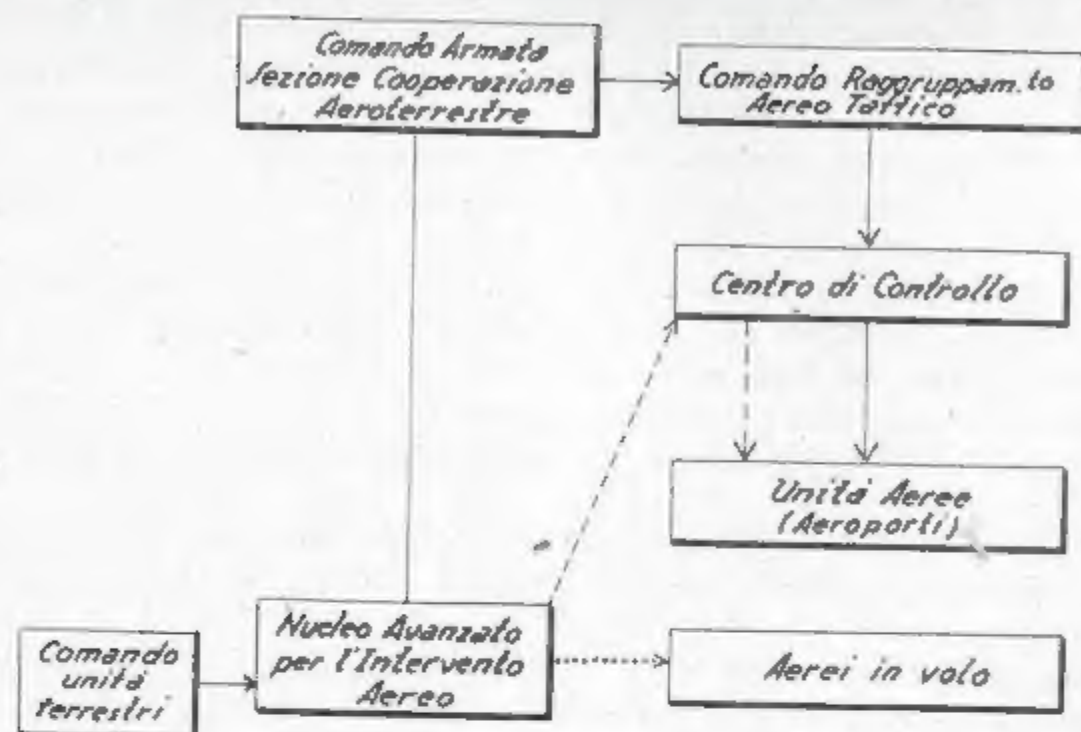 Comando Armata
Sezione Cooperazione
Aeroterrestre
Comando Raggruppam.to
Aereo Tattico
Centro di Controllo
Unità Aeree
(Aeroporti)
Nucleo Avanzato
per l'Intervento
Aereo
Comando
unità
terrestri
Aerei in volo